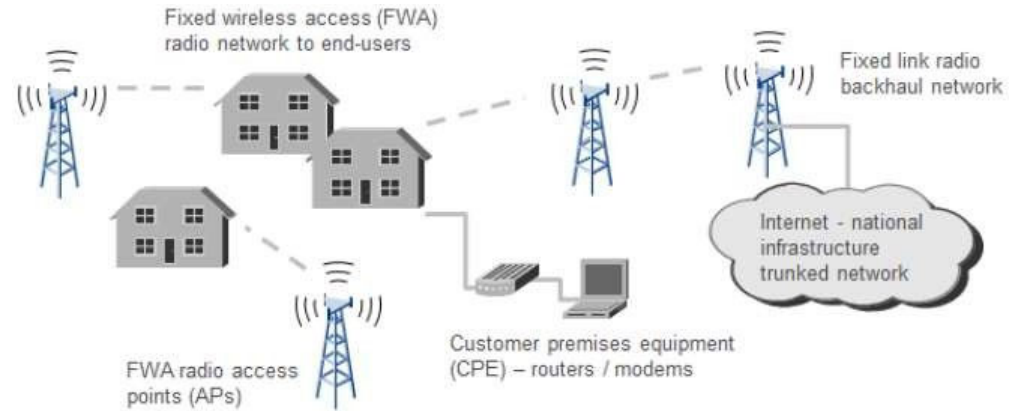 Fixed wireless access (FWA)
radio network to end-users
Fixed link radio
backhaul network
Internet - national
infrastructure
trunked network
Customer premises equipment
(CPE) – routers / modems
FWA radio access
points (APs)